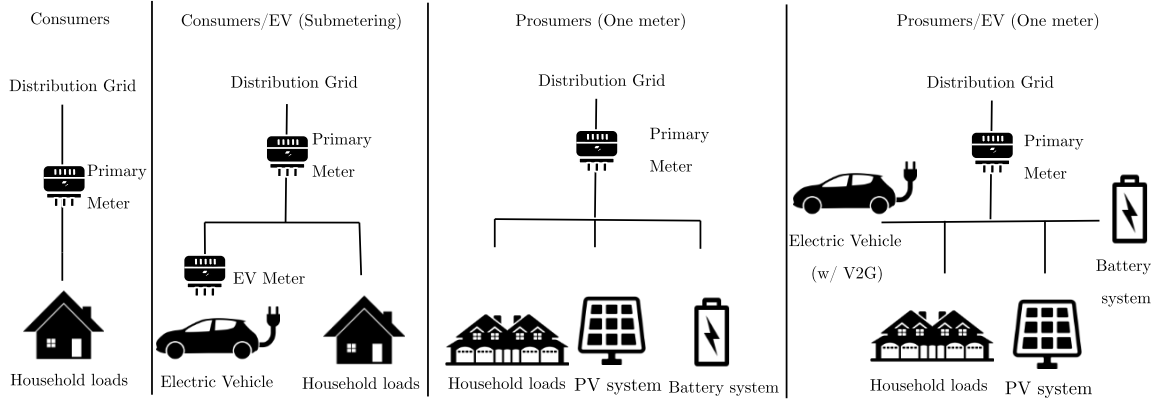 Consumers
Distribution Grid
Primary
Meter
Household loads
Consumers/EV (Submetering)
Distribution Grid
Primary
Meter
EV Meter
Electric Vehicle
Household loads
Prosumers (One meter)
Distribution Grid
Primary
Meter
Household loads
PV system
Battery system
Prosumers/EV (One meter)
Distribution Grid
Primary
Meter
Electric Vehicle
(w/ V2G)
Battery
system
Household loads
PV system